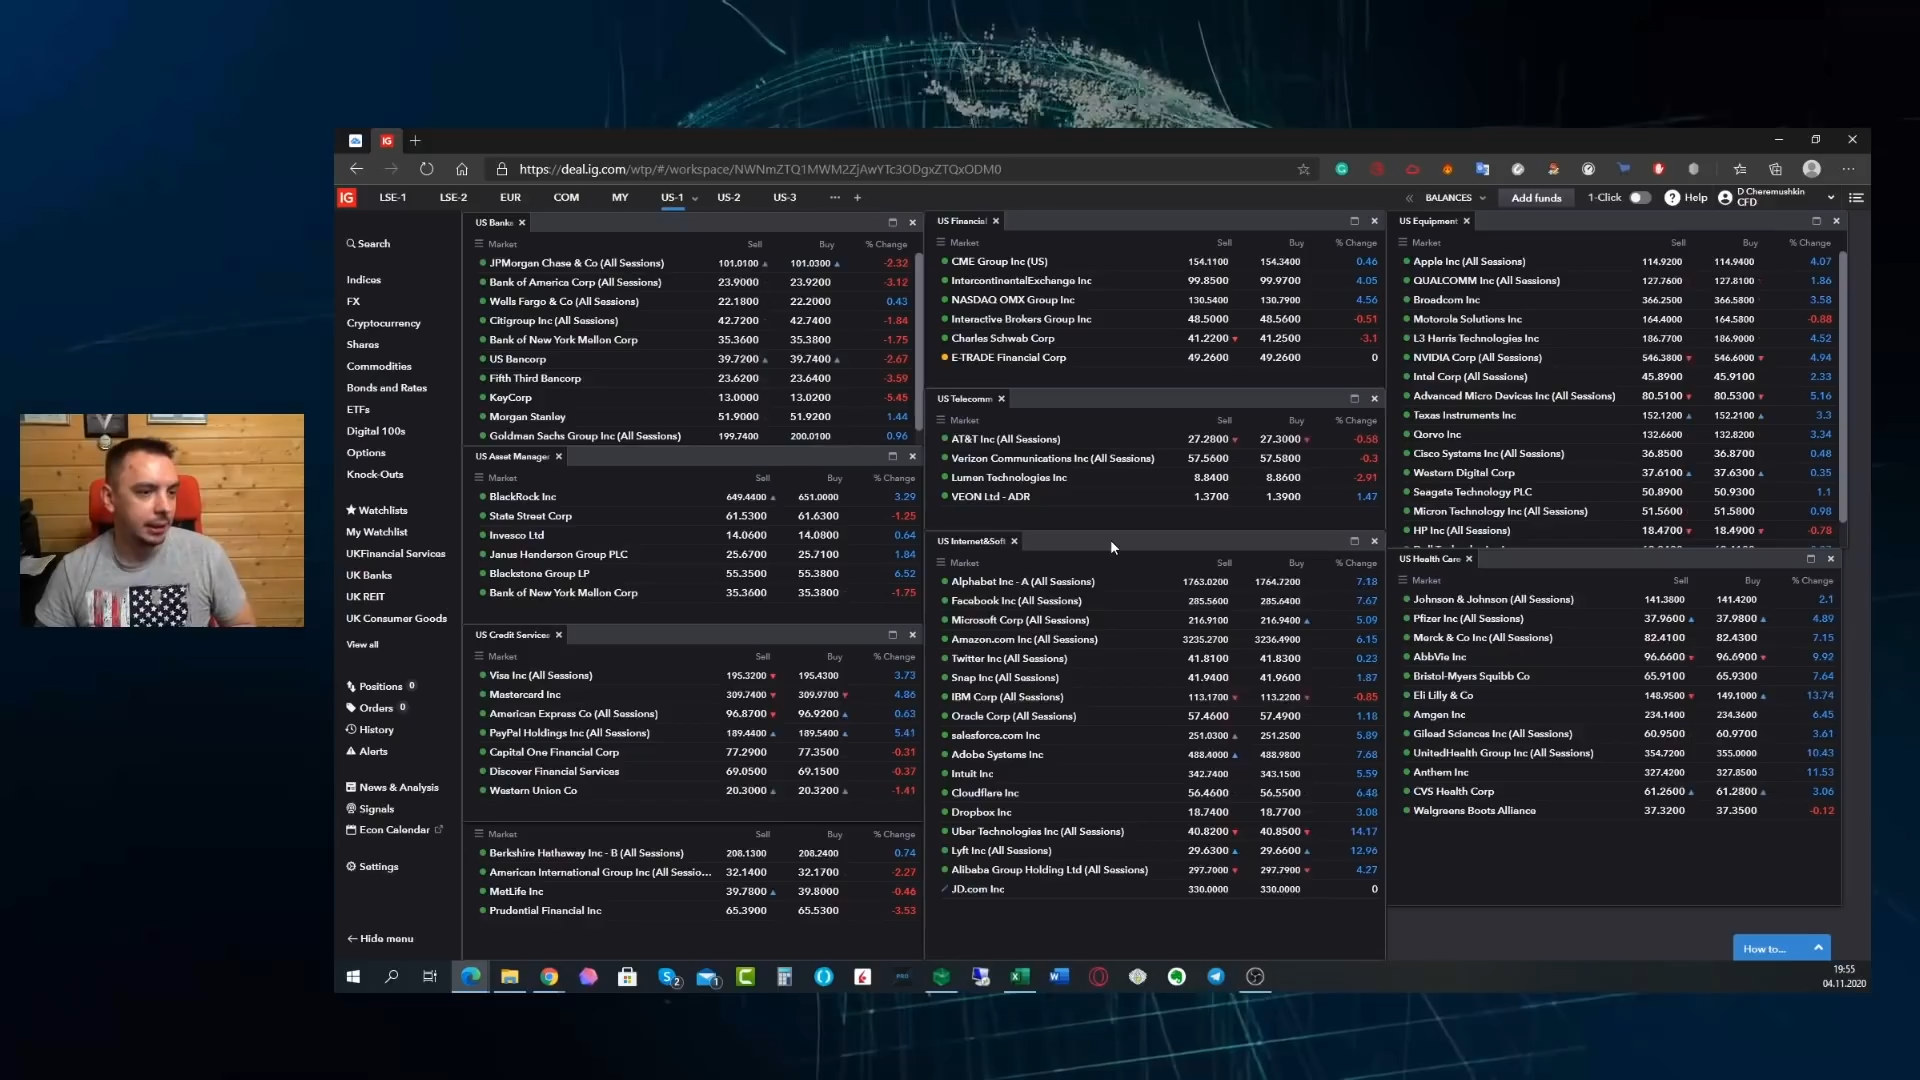 IG
https://deal.ig.com/wtp/#/workspace/NWNmZTQ1MWM2ZjAwYTc3ODgxZTQxODM0
IG LSE-1 LSE-2 EUR COM MY US-1 US-2 US-3 BALANCES Add funds 1-Click Help D Cheremushkin
CFD
Search
Indices
FX
Cryptocurrency
Shares
Commodities
Bonds and Rates
ETFs
Digital 100s
Options
Knock-Outs
Watchlists
My Watchlist
UKFinancial Services
UK Banks
UK REIT
UK Consumer Goods
View all
Positions 0
Orders 0
History
Alerts
News & Analysis
Signals
Econ Calendar
Settings
Hide menu
US Banks
Market Sell Buy % Change
JPMorgan Chase & Co (All Sessions) 101.0100 101.0300 -2.32
Bank of America Corp (All Sessions) 23.9000 23.9200 -3.12
Wells Fargo & Co (All Sessions) 22.1800 22.2000 0.43
Citigroup Inc (All Sessions) 42.7200 42.7400 -1.84
Bank of New York Mellon Corp 35.3600 35.3800 -1.75
US Bancorp 39.7200 39.7400 -2.67
Fifth Third Bancorp 23.6200 23.6400 -3.59
KeyCorp 13.0000 13.0200 -5.45
Morgan Stanley 51.9000 51.9200 1.44
Goldman Sachs Group Inc (All Sessions) 199.7400 200.0100 0.96
US Asset Manager
Market Sell Buy % Change
BlackRock Inc 649.4400 651.0000 3.29
State Street Corp 61.5300 61.6300 -1.25
Invesco Ltd 14.0600 14.0800 0.64
Janus Henderson Group PLC 25.6700 25.7100 1.84
Blackstone Group LP 55.3500 55.3800 6.52
Bank of New York Mellon Corp 35.3600 35.3800 -1.75
US Credit Services
Market Sell Buy % Change
Visa Inc (All Sessions) 195.3200 195.4300 3.73
Mastercard Inc 309.7400 309.9700 4.86
American Express Co (All Sessions) 96.8700 96.9200 0.63
PayPal Holdings Inc (All Sessions) 189.4400 189.5400 5.41
Capital One Financial Corp 77.2900 77.3500 -0.31
Discover Financial Services 69.0500 69.1500 -0.37
Western Union Co 20.3000 20.3200 -1.41
Market Sell Buy % Change
Berkshire Hathaway Inc - B (All Sessions) 208.1300 208.2400 0.74
American International Group Inc (All Sessio... 32.1400 32.1700 -2.27
MetLife Inc 39.7800 39.8000 -0.46
Prudential Financial Inc 65.3900 65.5300 -3.53
US Financial
Market Sell Buy % Change
CME Group Inc (US) 154.1100 154.3400 0.46
IntercontinentalExchange Inc 99.8500 99.9700 4.05
NASDAQ OMX Group Inc 130.5400 130.7900 4.56
Interactive Brokers Group Inc 48.5000 48.5600 -0.51
Charles Schwab Corp 41.2200 41.2500 -3.1
E-TRADE Financial Corp 49.2600 49.2600 0
US Telecomm
Market Sell Buy % Change
AT&T Inc (All Sessions) 27.2800 27.3000 -0.58
Verizon Communications Inc (All Sessions) 57.5600 57.5800 -0.3
Lumen Technologies Inc 8.8400 8.8600 -2.91
VEON Ltd - ADR 1.3700 1.3900 1.47
US Internet&Soft
Market Sell Buy % Change
Alphabet Inc - A (All Sessions) 1763.0200 1764.7200 7.18
Facebook Inc (All Sessions) 285.5600 285.6400 7.67
Microsoft Corp (All Sessions) 216.9100 216.9400 5.09
Amazon.com Inc (All Sessions) 3235.2700 3236.4900 6.15
Twitter Inc (All Sessions) 41.8100 41.8300 0.23
Snap Inc (All Sessions) 41.9400 41.9600 1.87
IBM Corp (All Sessions) 113.1700 113.2200 -0.85
Oracle Corp (All Sessions) 57.4600 57.4900 1.18
salesforce.com Inc 251.0300 251.2500 5.89
Adobe Systems Inc 488.4000 488.9800 7.68
Intuit Inc 342.7400 343.1500 5.59
Cloudflare Inc 56.4600 56.5500 6.48
Dropbox Inc 18.7400 18.7700 3.08
Uber Technologies Inc (All Sessions) 40.8200 40.8500 14.17
Lyft Inc (All Sessions) 29.6300 29.6600 12.96
Alibaba Group Holding Ltd (All Sessions) 297.7000 297.7900 4.27
JD.com Inc 330.0000 330.0000 0
US Equipment
Market Sell Buy % Change
Apple Inc (All Sessions) 114.9200 114.9400 4.07
QUALCOMM Inc (All Sessions) 127.7600 127.8100 1.86
Broadcom Inc 366.2500 366.5800 3.58
Motorola Solutions Inc 164.4000 164.5800 -0.88
L3 Harris Technologies Inc 186.7700 186.9000 4.52
NVIDIA Corp (All Sessions) 546.3800 546.6000 4.94
Intel Corp (All Sessions) 45.8900 45.9100 2.33
Advanced Micro Devices Inc (All Sessions) 80.5100 80.5300 5.16
Texas Instruments Inc 152.1200 152.2100 3.3
Qorvo Inc 132.6600 132.8200 3.34
Cisco Systems Inc (All Sessions) 36.8500 36.8700 0.48
Western Digital Corp 37.6100 37.6300 0.35
Seagate Technology PLC 50.8900 50.9300 1.1
Micron Technology Inc (All Sessions) 51.5600 51.5800 0.98
HP Inc (All Sessions) 18.4700 18.4900 -0.78
US Health Care
Market Sell Buy % Change
Johnson & Johnson (All Sessions) 141.3800 141.4200 2.1
Pfizer Inc (All Sessions) 37.9600 37.9800 4.89
Merck & Co Inc (All Sessions) 82.4100 82.4300 7.15
AbbVie Inc 96.6600 96.6900 9.92
Bristol-Myers Squibb Co 65.9100 65.9300 7.64
Eli Lilly & Co 148.9500 149.1000 13.74
Amgen Inc 234.1400 234.3600 6.45
Gilead Sciences Inc (All Sessions) 60.9500 60.9700 3.61
UnitedHealth Group Inc (All Sessions) 354.7200 355.0000 10.43
Anthem Inc 327.4200 327.8500 11.53
CVS Health Corp 61.2600 61.2800 3.06
Walgreens Boots Alliance 37.3200 37.3500 -0.12
How to...
19:55
04.11.2020